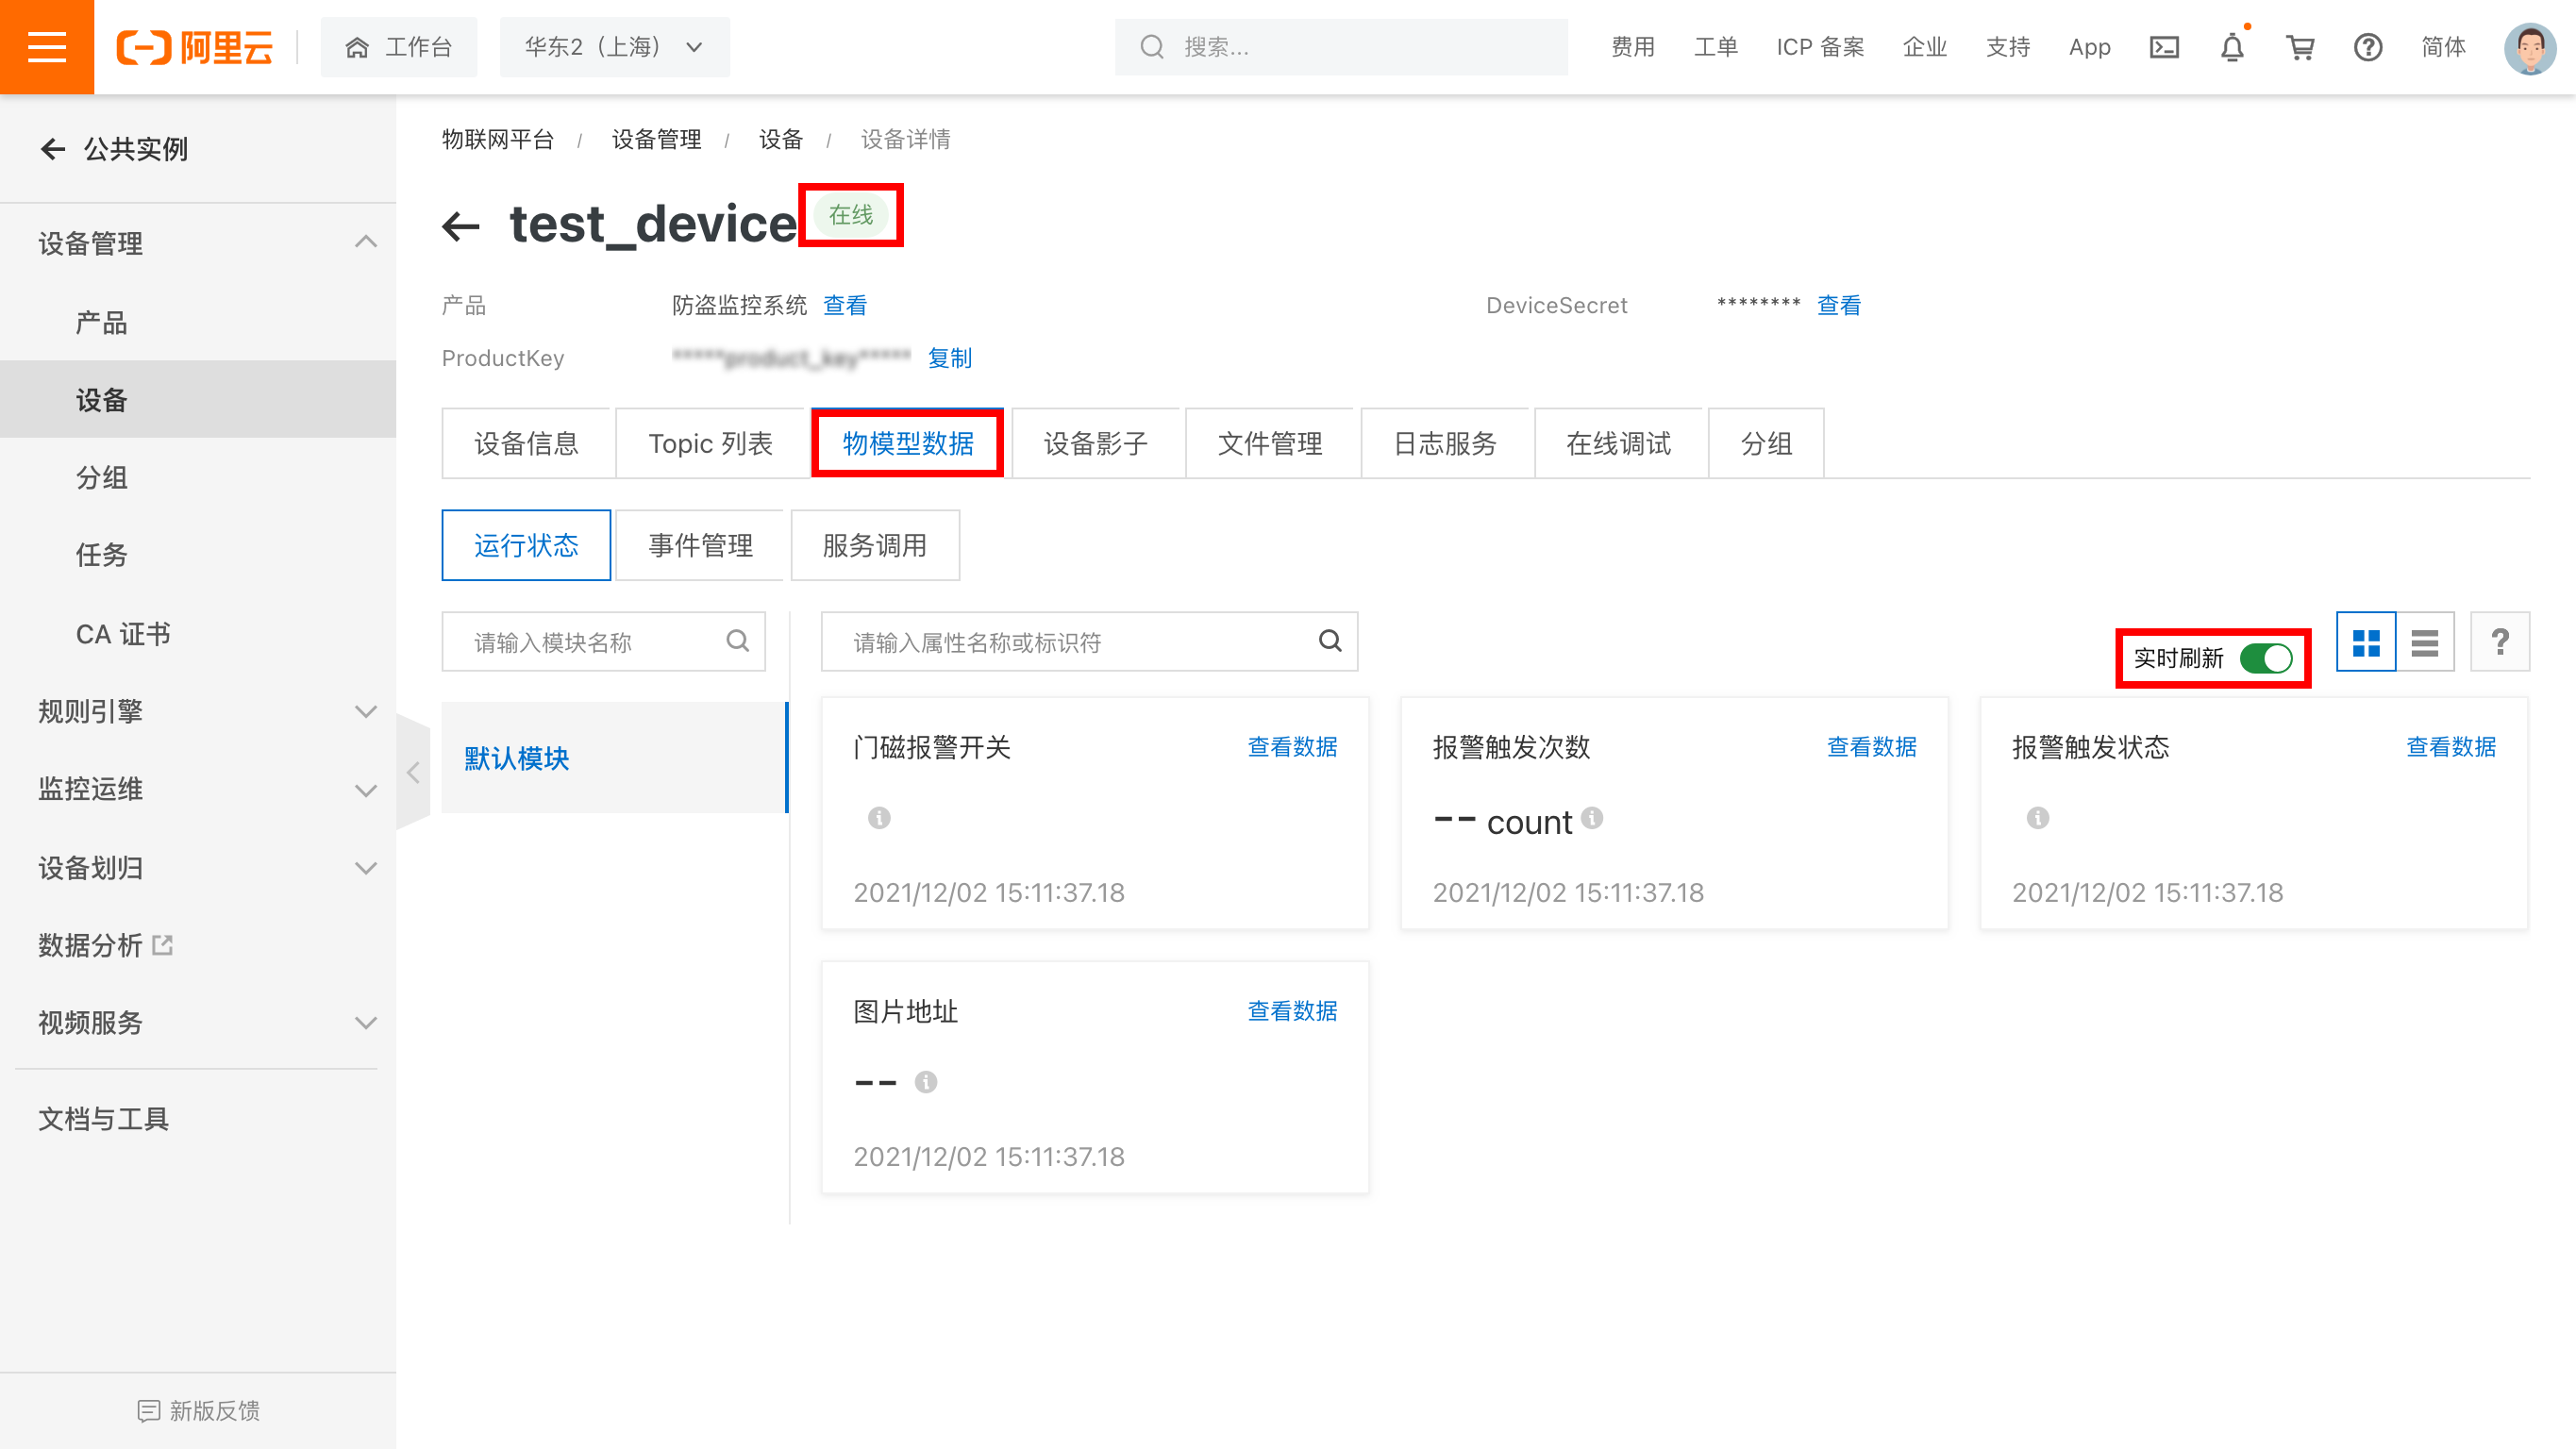 阿里云
工作台
华东2（上海）
搜索...
费用
工单
ICP 备案
企业
支持
App
简体
公共实例
设备管理
产品
设备
分组
任务
CA 证书
规则引擎
监控运维
设备划归
数据分析
视频服务
文档与工具
新版反馈
物联网平台 / 设备管理 / 设备 / 设备详情
test_device 在线
产品 防盗监控系统 查看
DeviceSecret ******** 查看
ProductKey *****product_key***** 复制
设备信息
Topic 列表
物模型数据
设备影子
文件管理
日志服务
在线调试
分组
运行状态
事件管理
服务调用
请输入模块名称
请输入属性名称或标识符
实时刷新
?
默认模块
门磁报警开关 查看数据
2021/12/02 15:11:37.18
报警触发次数 查看数据
-- count
2021/12/02 15:11:37.18
报警触发状态 查看数据
2021/12/02 15:11:37.18
图片地址 查看数据
--
2021/12/02 15:11:37.18